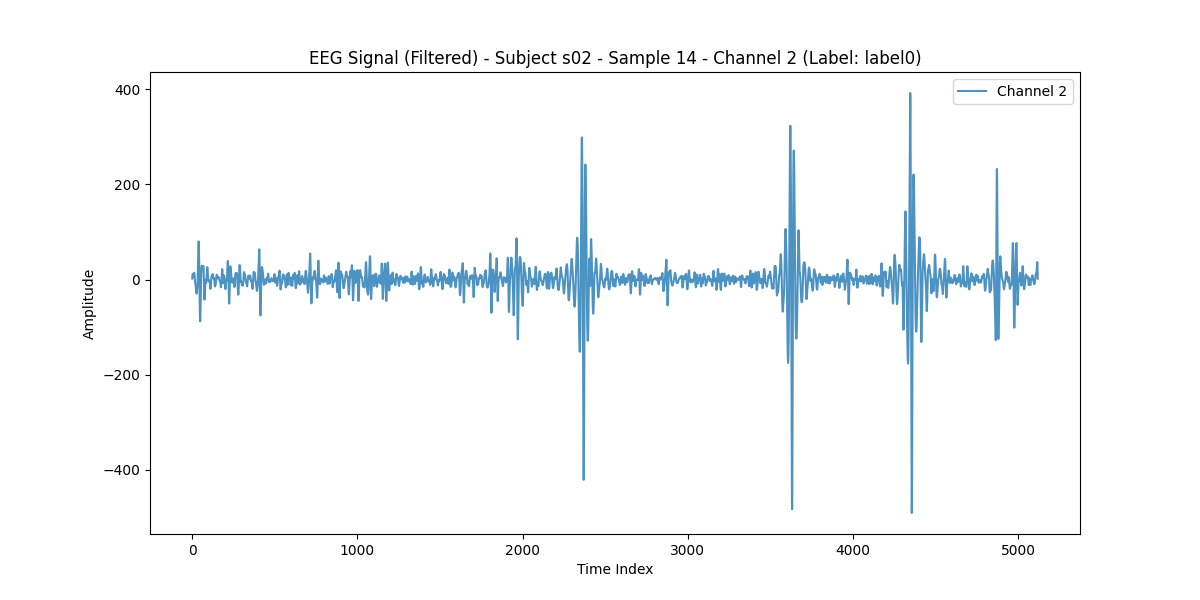 EEG Signal (Filtered) - Subject s02 - Sample 14 - Channel 2 (Label: label0)
Channel 2
400
200
0
−200
−400
Amplitude
0 1000 2000 3000 4000 5000
Time Index